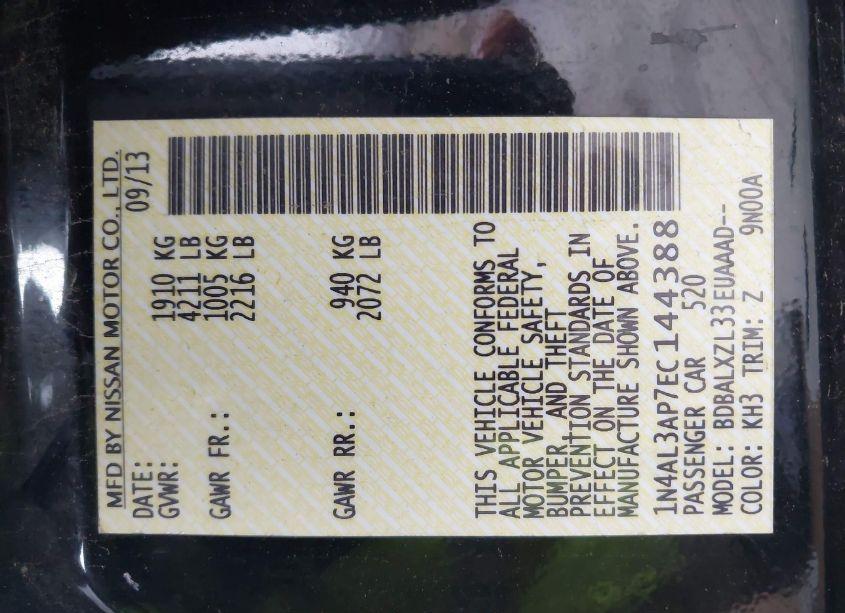 MFD BY NISSAN MOTOR CO., LTD.
DATE: 09/13
GVWR: 1910 KG
4211 LB
GAWR FR.: 1005 KG
2216 LB
GAWR RR.: 940 KG
2072 LB
THIS VEHICLE CONFORMS TO
ALL APPLICABLE FEDERAL
MOTOR VEHICLE SAFETY,
BUMPER, AND THEFT
PREVENTION STANDARDS IN
EFFECT ON THE DATE OF
MANUFACTURE SHOWN ABOVE.
1N4AL3AP7EC144388
PASSENGER CAR 520
MODEL: BDBALXZL33EUAAAD--
COLOR: KH3 TRIM: Z 9N00A